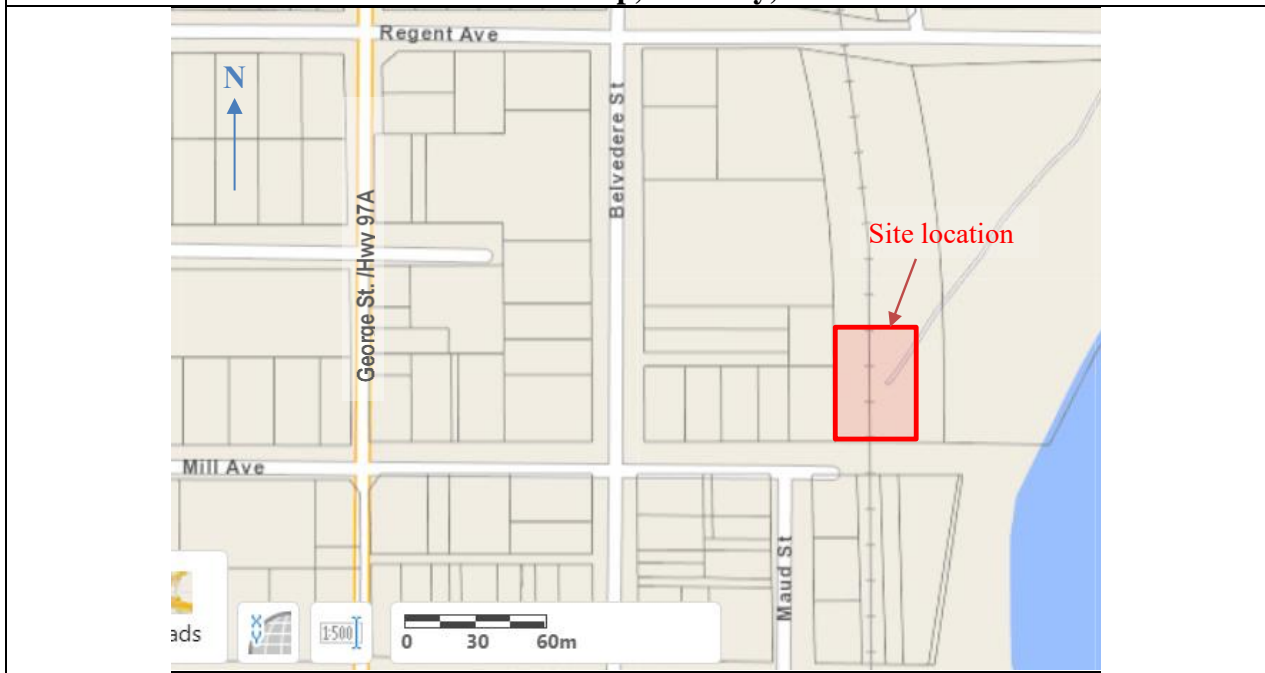 Regent Ave
N
Belvedere St
George St. /Hwy 97A
Site location
Mill Ave
Maud St
ads
X
Y
1:500
0 30 60m